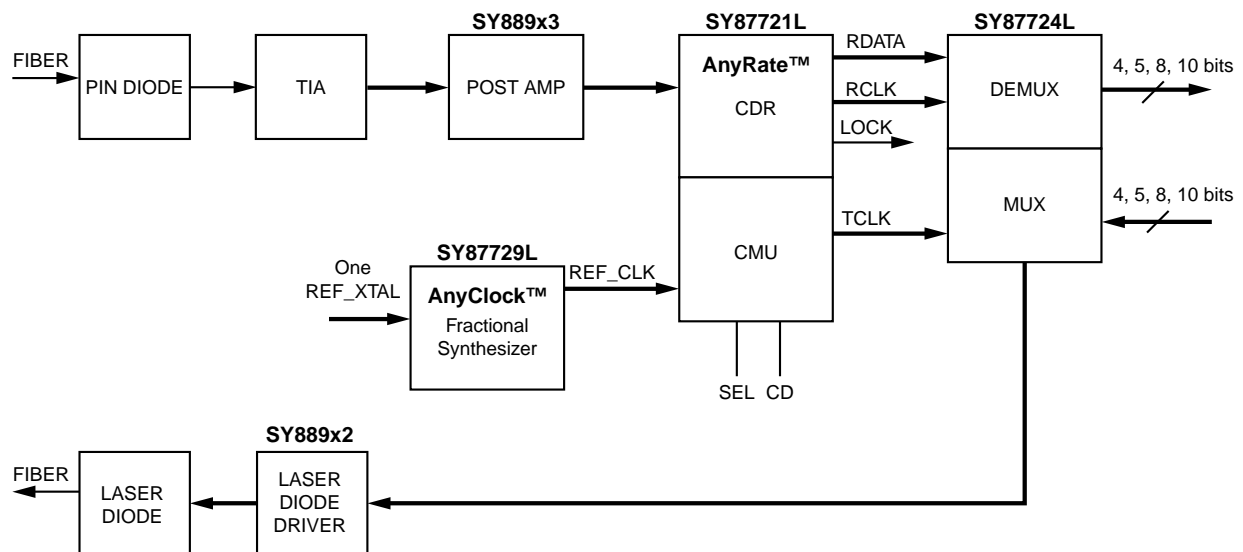 SY889x3
SY87721L
SY87724L
FIBER
PIN DIODE
TIA
POST AMP
AnyRate™
CDR
RDATA
RCLK
LOCK
DEMUX
4, 5, 8, 10 bits
MUX
4, 5, 8, 10 bits
CMU
TCLK
SY87729L
One
REF_XTAL
AnyClock™
Fractional
Synthesizer
REF_CLK
SEL CD
SY889x2
FIBER
LASER
DIODE
LASER
DIODE
DRIVER